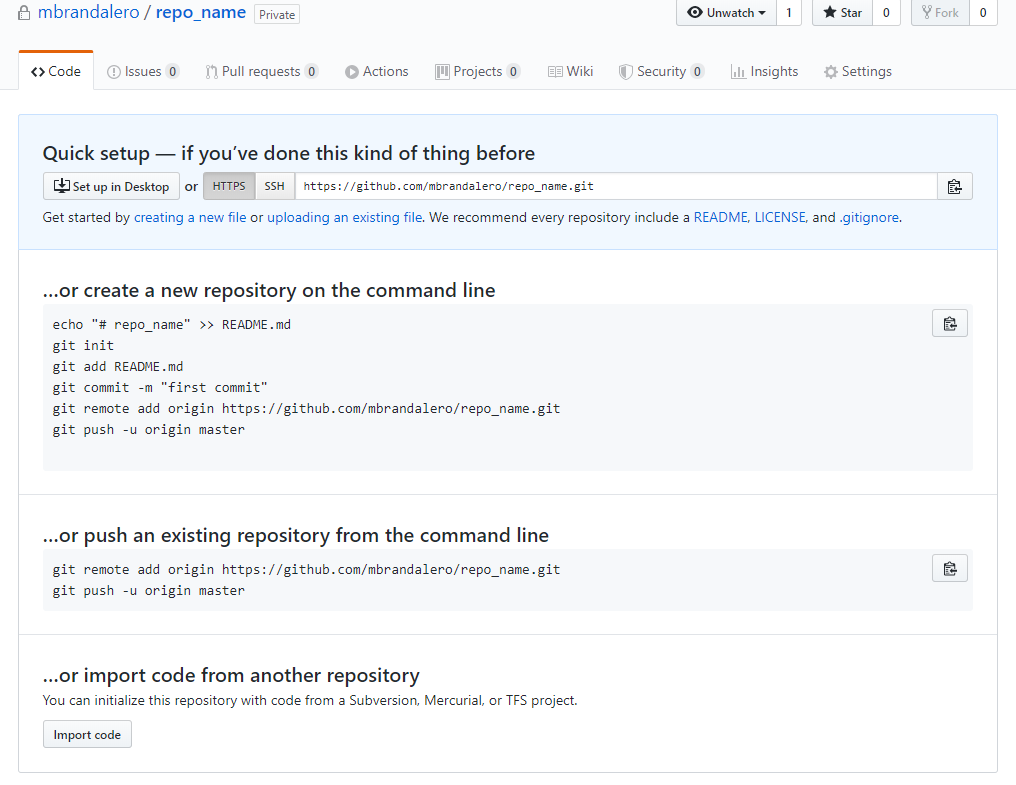 mbrandalero / repo_name Private Unwatch 1 Star 0 Fork 0
Code Issues 0 Pull requests 0 Actions Projects 0 Wiki Security 0 Insights Settings
Quick setup — if you’ve done this kind of thing before
Set up in Desktop or HTTPS SSH https://github.com/mbrandalero/repo_name.git
Get started by creating a new file or uploading an existing file. We recommend every repository include a README, LICENSE, and .gitignore.
…or create a new repository on the command line
echo "# repo_name" >> README.md
git init
git add README.md
git commit -m "first commit"
git remote add origin https://github.com/mbrandalero/repo_name.git
git push -u origin master
…or push an existing repository from the command line
git remote add origin https://github.com/mbrandalero/repo_name.git
git push -u origin master
…or import code from another repository
You can initialize this repository with code from a Subversion, Mercurial, or TFS project.
Import code